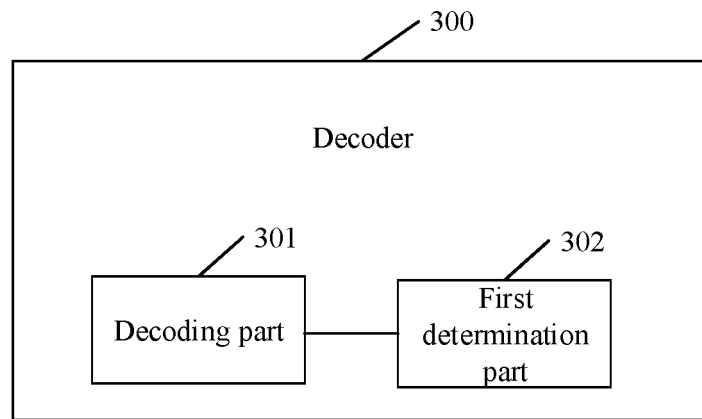 300
Decoder
301
302
Decoding part
First
determination
part